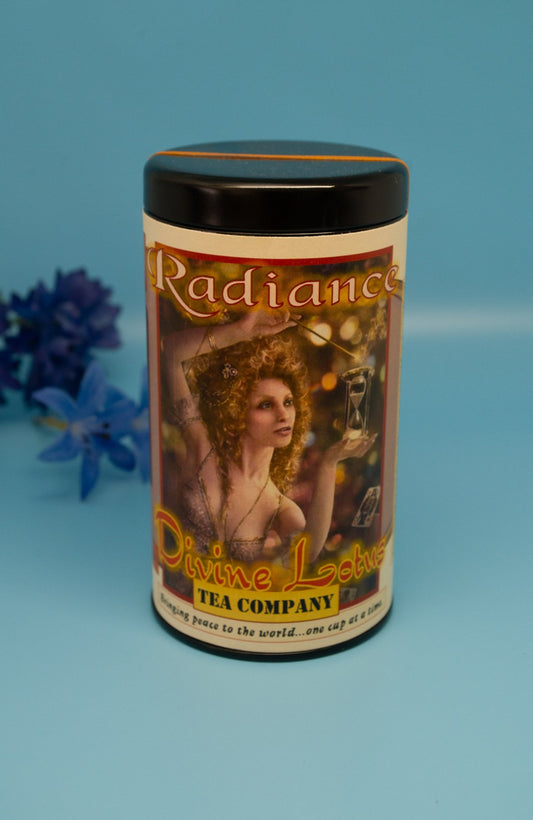 Radiance
Divine Lotus
TEA COMPANY
Bringing peace to the world...one cup at a time